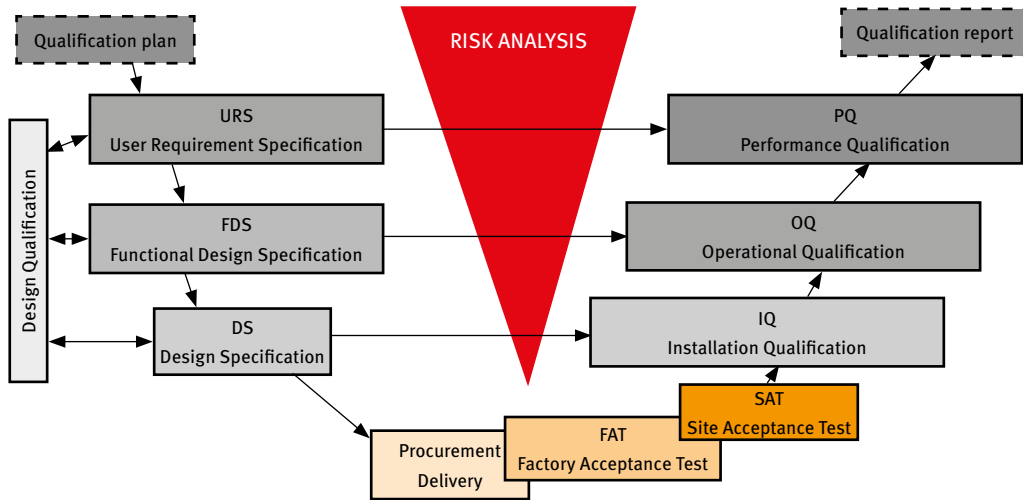 Qualification plan
RISK ANALYSIS
Qualification report
URS
User Requirement Specification
PQ
Performance Qualification
Design Qualification
FDS
Functional Design Specification
OQ
Operational Qualification
DS
Design Specification
IQ
Installation Qualification
SAT
Site Acceptance Test
FAT
Factory Acceptance Test
Procurement
Delivery